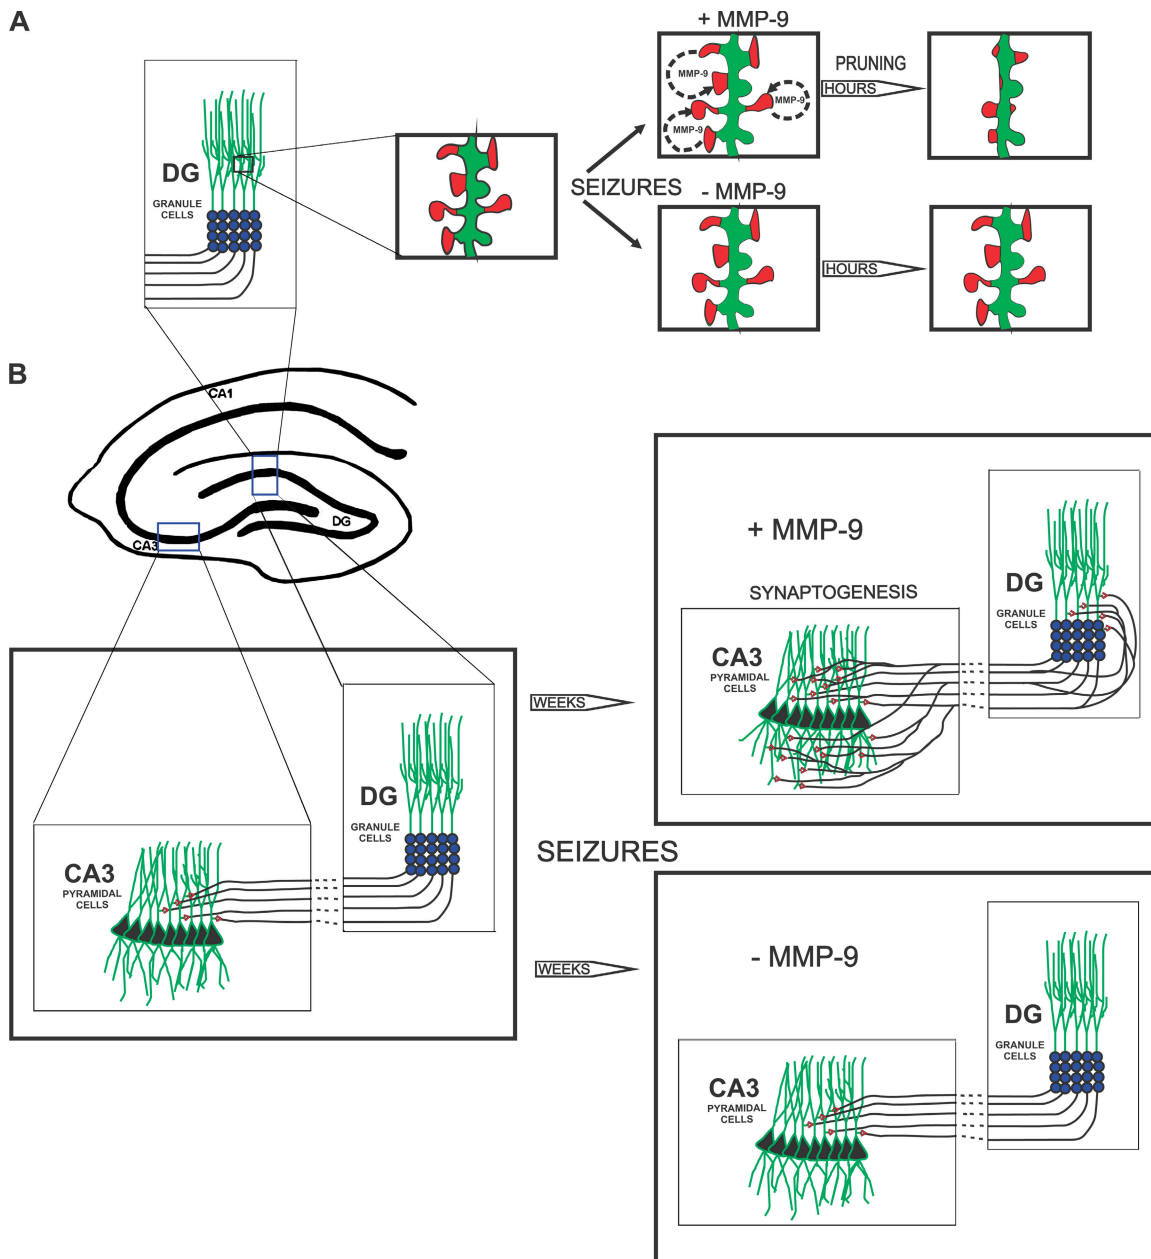 A
+ MMP-9
DG
GRANULE
CELLS
MMP-9
MMP-9
MMP-9
PRUNING
HOURS
SEIZURES
- MMP-9
HOURS
B
CA1
DG
CA3
+ MMP-9
SYNAPTOGENESIS
DG
GRANULE
CELLS
CA3
PYRAMIDAL
CELLS
WEEKS
DG
GRANULE
CELLS
CA3
PYRAMIDAL
CELLS
SEIZURES
WEEKS
- MMP-9
DG
GRANULE
CELLS
CA3
PYRAMIDAL
CELLS